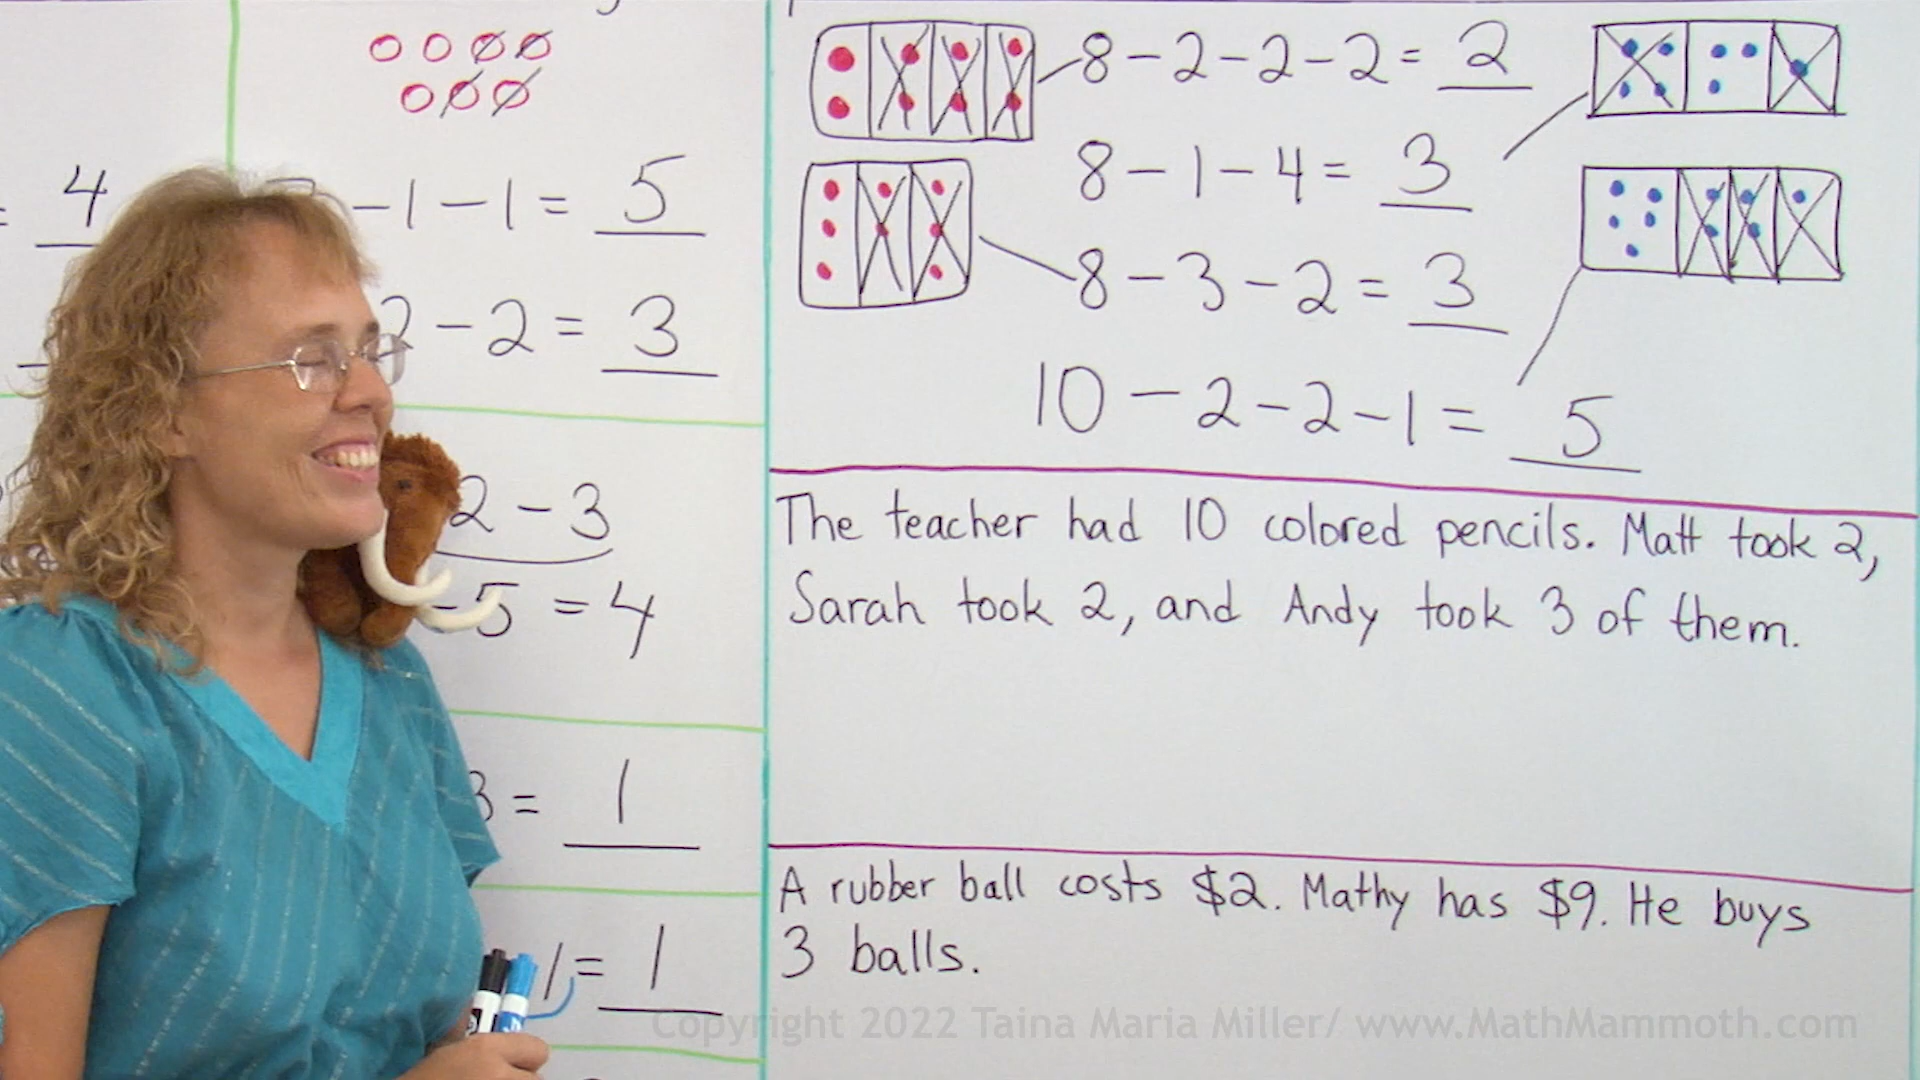 = 4
- 1 - 1 = 5
2 - 2 = 3
2 - 3
- 5 = 4
3 = 1
1 = 1
8 - 2 - 2 - 2 = 2
8 - 1 - 4 = 3
8 - 3 - 2 = 3
10 - 2 - 2 - 1 = 5
The teacher had 10 colored pencils. Matt took 2,
Sarah took 2, and Andy took 3 of them.
A rubber ball costs $2. Mathy has $9. He buys
3 balls.
Copyright 2022 Taina Maria Miller/ www.MathMammoth.com